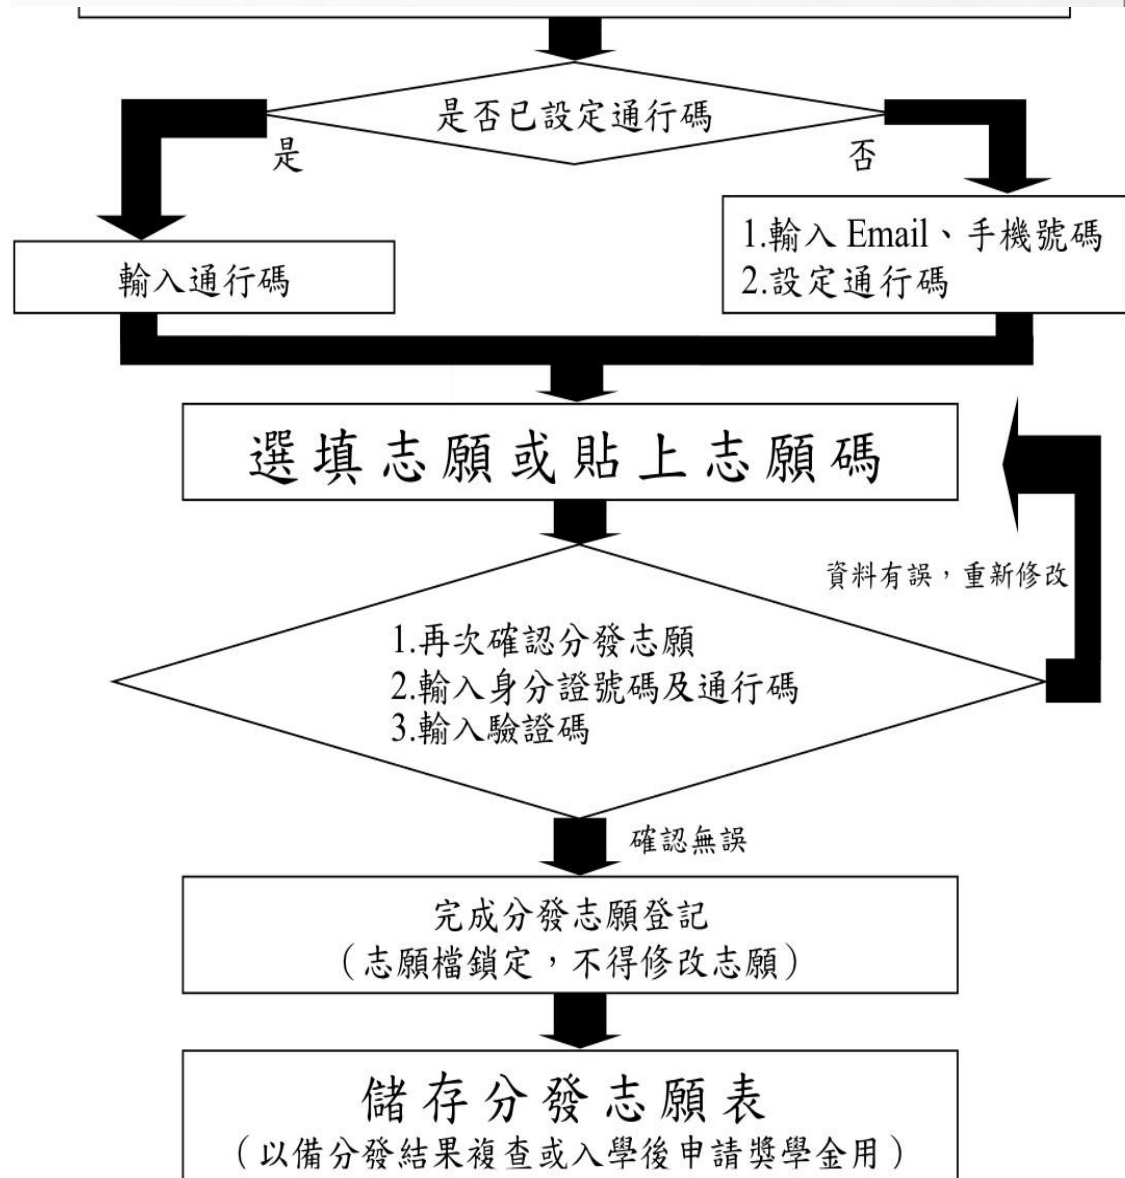 是否已設定通行碼
是
否
輸入通行碼
1.輸入 Email、手機號碼
2.設定通行碼
選填志願或貼上志願碼
資料有誤，重新修改
1.再次確認分發志願
2.輸入身分證號碼及通行碼
3.輸入驗證碼
確認無誤
完成分發志願登記
（志願檔鎖定，不得修改志願）
儲存分發志願表
（以備分發結果複查或入學後申請獎學金用）